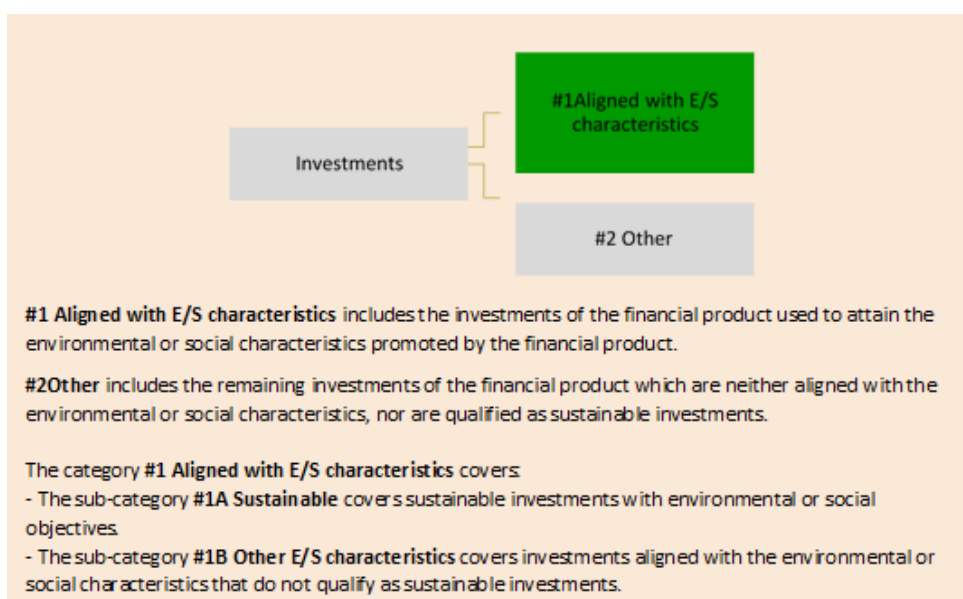 #1Aligned with E/S
characteristics
Investments
#2 Other
#1 Aligned with E/S characteristics includes the investments of the financial product used to attain the
environmental or social characteristics promoted by the financial product.
#2Other includes the remaining investments of the financial product which are neither aligned with the
environmental or social characteristics, nor are qualified as sustainable investments.
The category #1 Aligned with E/S characteristics covers:
- The sub-category #1A Sustainable covers sustainable investments with environmental or social
objectives.
- The sub-category #1B Other E/S characteristics covers investments aligned with the environmental or
social characteristics that do not qualify as sustainable investments.